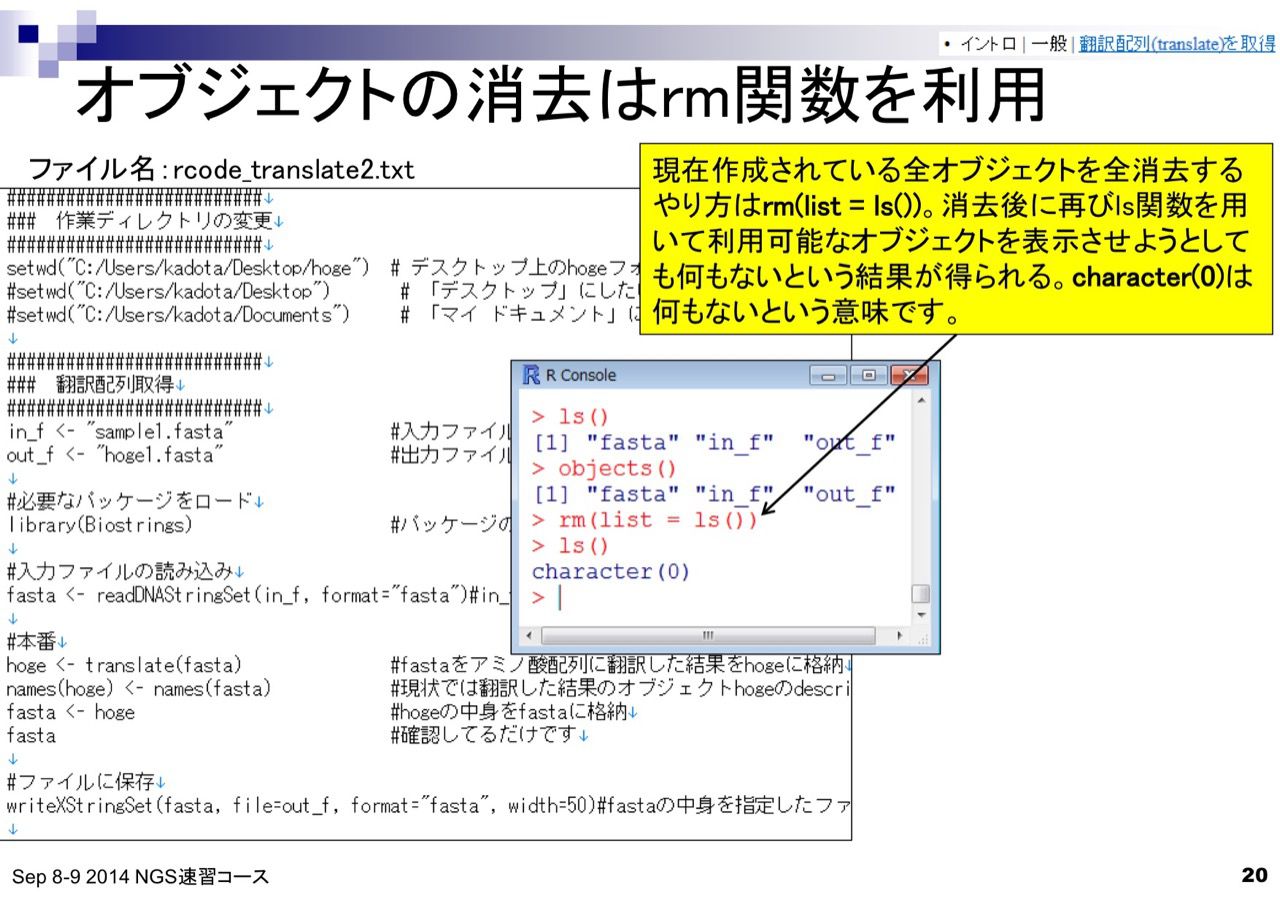 • イントロ | 一般 | 翻訳配列(translate)を取得
オブジェクトの消去はrm関数を利用
ファイル名：rcode_translate2.txt
##########################↓
### 作業ディレクトリの変更↓
##########################↓
setwd("C:/Users/kadota/Desktop/hoge") # デスクトップ上のhogeフォ
#setwd("C:/Users/kadota/Desktop") # 「デスクトップ」にした
#setwd("C:/Users/kadota/Documents") # 「マイ ドキュメント」に
↓
##########################↓
### 翻訳配列取得↓
##########################↓
in_f <- "sample1.fasta" #入力ファイル
out_f <- "hoge1.fasta" #出力ファイル
↓
#必要なパッケージをロード↓
library(Biostrings) #パッケージの
↓
#入力ファイルの読み込み↓
fasta <- readDNAStringSet(in_f, format="fasta")#in_
↓
#本番↓
hoge <- translate(fasta) #fastaをアミノ酸配列に翻訳した結果をhogeに格納↓
names(hoge) <- names(fasta) #現状では翻訳した結果のオブジェクトhogeのdescri
fasta <- hoge #hogeの中身をfastaに格納↓
fasta #確認してるだけです↓
↓
#ファイルに保存↓
writeXStringSet(fasta, file=out_f, format="fasta", width=50)#fastaの中身を指定したファ
↓
現在作成されている全オブジェクトを全消去する
やり方はrm(list = ls())。消去後に再びls関数を用
いて利用可能なオブジェクトを表示させようとして
も何もないという結果が得られる。character(0)は
何もないという意味です。
R Console
> ls()
[1] "fasta" "in_f" "out_f"
> objects()
[1] "fasta" "in_f" "out_f"
> rm(list = ls())
> ls()
character(0)
>
Sep 8-9 2014 NGS速習コース
20